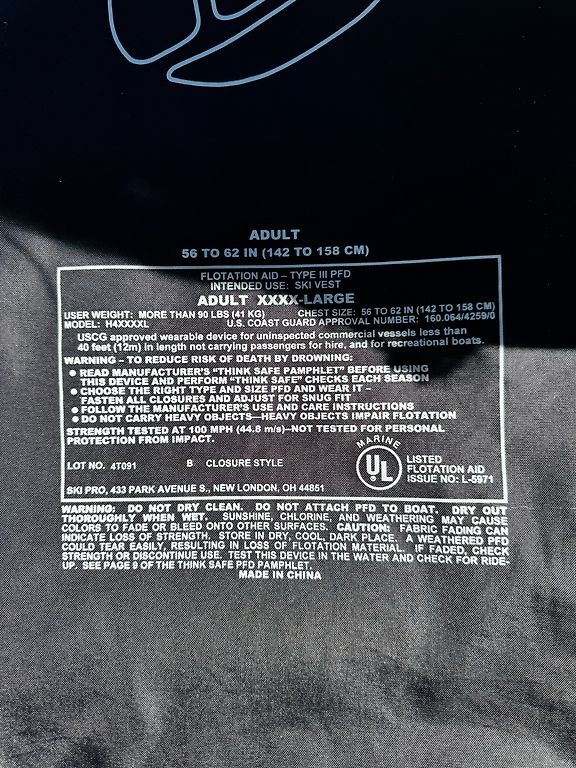 ADULT
56 TO 62 IN (142 TO 158 CM)
FLOTATION AID – TYPE III PFD
INTENDED USE: SKI VEST
ADULT XXXX-LARGE
USER WEIGHT: MORE THAN 90 LBS (41 KG) CHEST SIZE: 56 TO 62 IN (142 TO 158 CM)
MODEL: H4XXXXL U.S. COAST GUARD APPROVAL NUMBER: 160.064/4259/0
USCG approved wearable device for uninspected commercial vessels less than
40 feet (12m) in length not carrying passengers for hire, and for recreational boats.
WARNING – TO REDUCE RISK OF DEATH BY DROWNING:
● READ MANUFACTURER'S "THINK SAFE PAMPHLET" BEFORE USING
THIS DEVICE AND PERFORM "THINK SAFE" CHECKS EACH SEASON
● CHOOSE THE RIGHT TYPE AND SIZE PFD AND WEAR IT –
FASTEN ALL CLOSURES AND ADJUST FOR SNUG FIT
● FOLLOW THE MANUFACTURER'S USE AND CARE INSTRUCTIONS
● DO NOT CARRY HEAVY OBJECTS—HEAVY OBJECTS IMPAIR FLOTATION
STRENGTH TESTED AT 100 MPH (44.8 m/s)–NOT TESTED FOR PERSONAL
PROTECTION FROM IMPACT.
MARINE
UL
LISTED
FLOTATION AID
ISSUE NO: L-5971
LOT NO. 4T091 B CLOSURE STYLE
SKI PRO, 433 PARK AVENUE S., NEW LONDON, OH 44851
WARNING: DO NOT DRY CLEAN. DO NOT ATTACH PFD TO BOAT. DRY OUT
THOROUGHLY WHEN WET. SUNSHINE, CHLORINE, AND WEATHERING MAY CAUSE
COLORS TO FADE OR BLEED ONTO OTHER SURFACES. CAUTION: FABRIC FADING CAN
INDICATE LOSS OF STRENGTH. STORE IN DRY, COOL, DARK PLACE. A WEATHERED PFD
COULD TEAR EASILY, RESULTING IN LOSS OF FLOTATION MATERIAL. IF FADED, CHECK
STRENGTH OR DISCONTINUE USE. TEST THIS DEVICE IN THE WATER AND CHECK FOR RIDE-
UP. SEE PAGE 9 OF THE THINK SAFE PFD PAMPHLET.
MADE IN CHINA